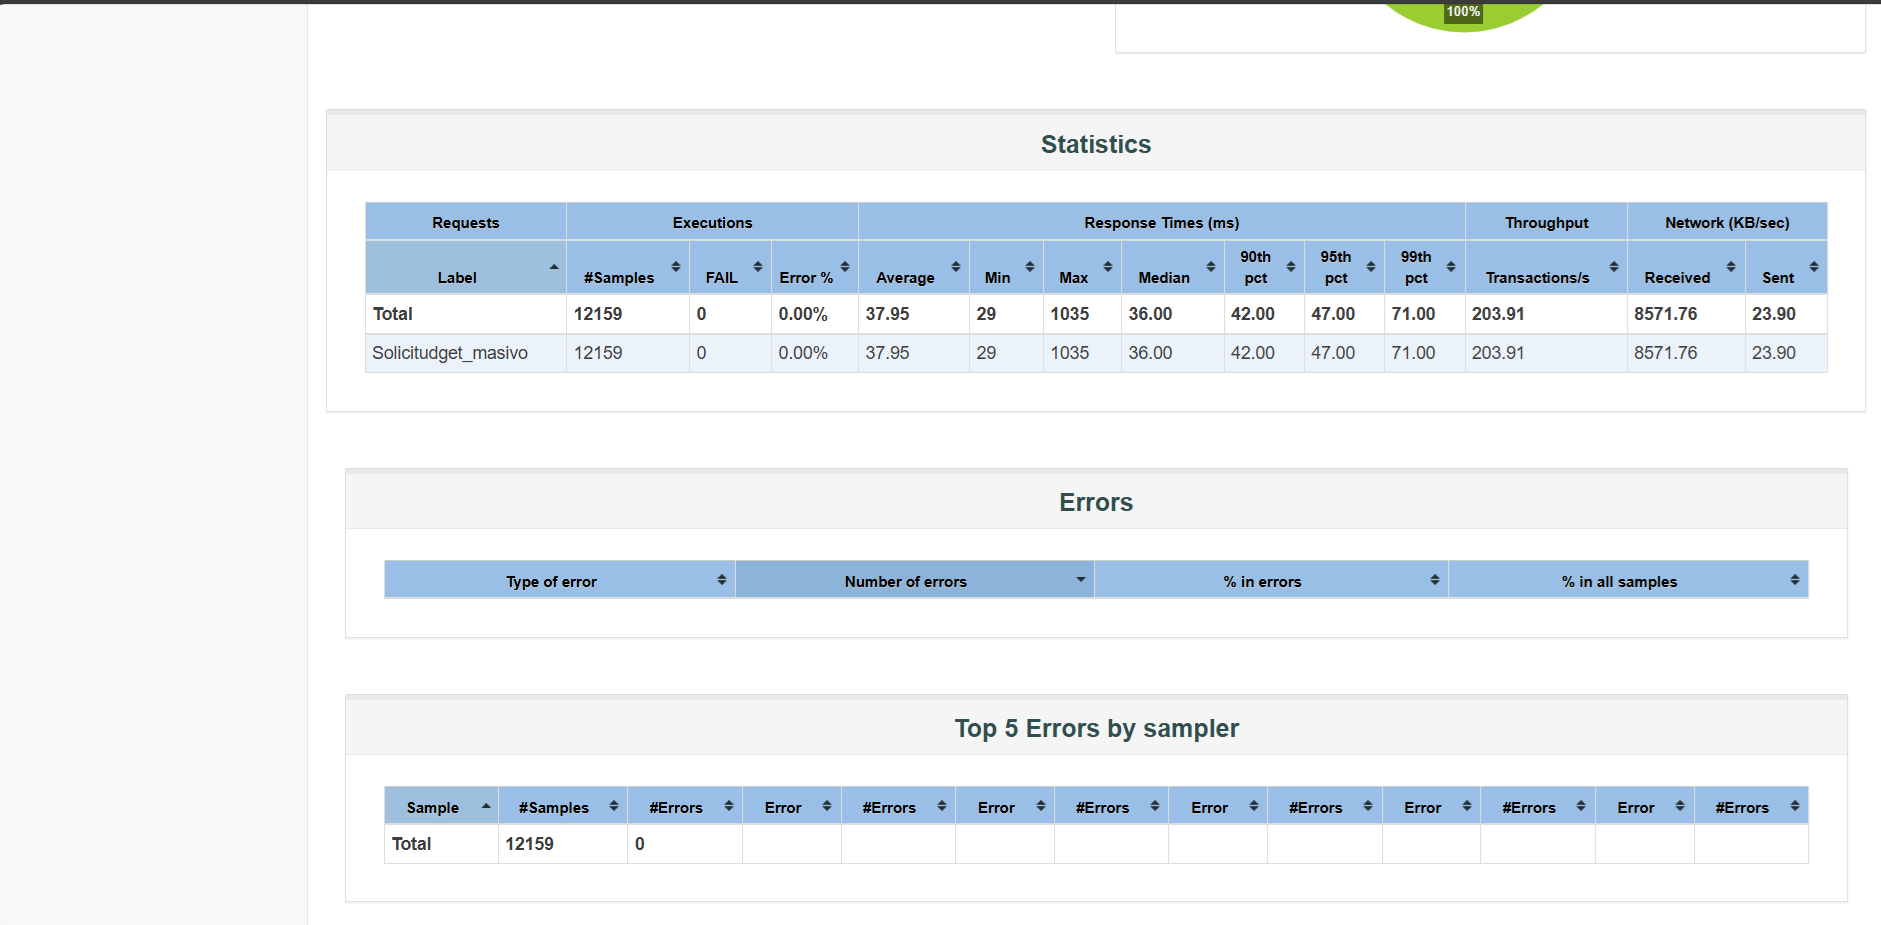 100%
Statistics
Requests Executions Response Times (ms) Throughput Network (KB/sec)
Label #Samples FAIL Error % Average Min Max Median 90th pct 95th pct 99th pct Transactions/s Received Sent
Total 12159 0 0.00% 37.95 29 1035 36.00 42.00 47.00 71.00 203.91 8571.76 23.90
Solicitudget_masivo 12159 0 0.00% 37.95 29 1035 36.00 42.00 47.00 71.00 203.91 8571.76 23.90
Errors
Type of error Number of errors % in errors % in all samples
Top 5 Errors by sampler
Sample #Samples #Errors Error #Errors Error #Errors Error #Errors Error #Errors Error #Errors
Total 12159 0